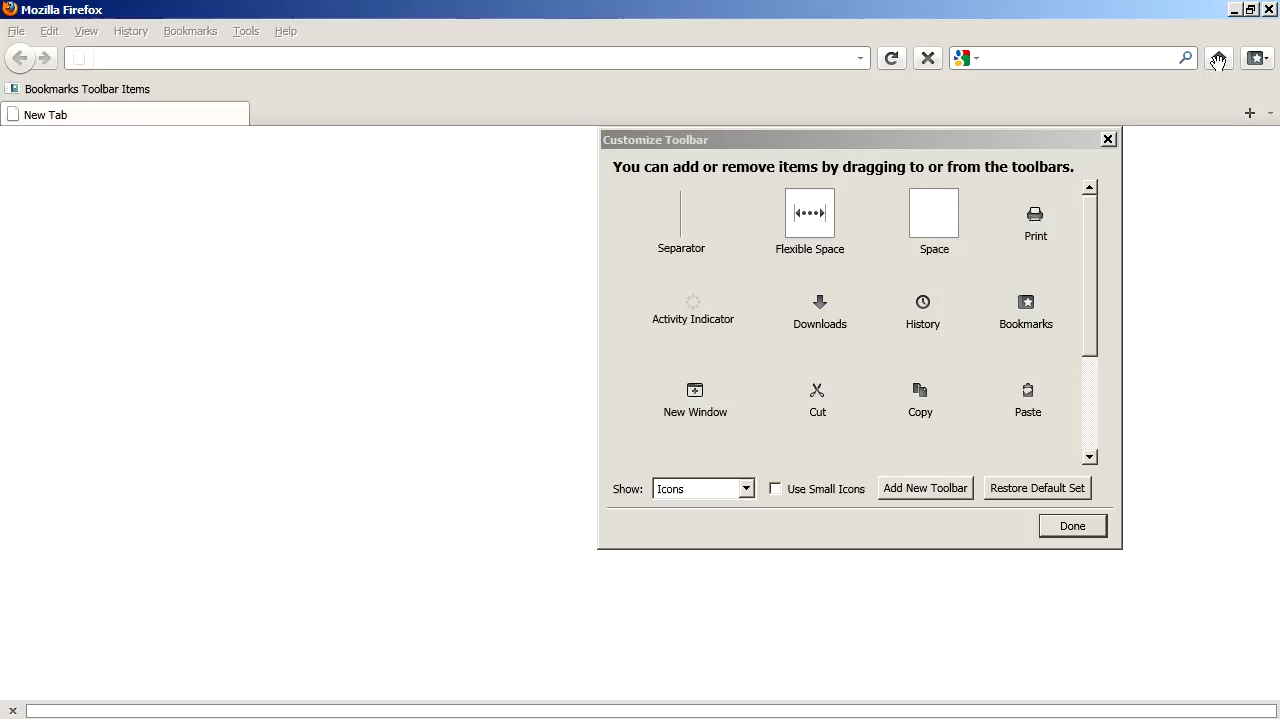 Mozilla Firefox
File Edit View History Bookmarks Tools Help
Bookmarks Toolbar Items
New Tab
Customize Toolbar
You can add or remove items by dragging to or from the toolbars.
Separator Flexible Space Space Print
Activity Indicator Downloads History Bookmarks
New Window Cut Copy Paste
Show: Icons Use Small Icons Add New Toolbar Restore Default Set
Done